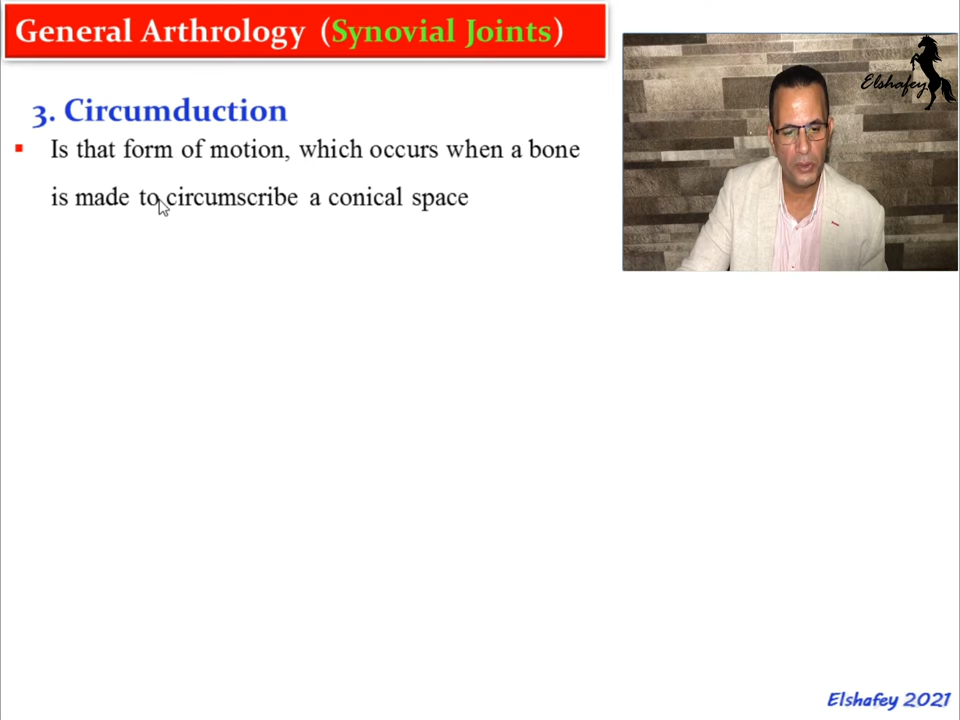 General Arthrology (Synovial Joints)
Elshafey
3. Circumduction
▪ Is that form of motion, which occurs when a bone
is made to circumscribe a conical space
Elshafey 2021